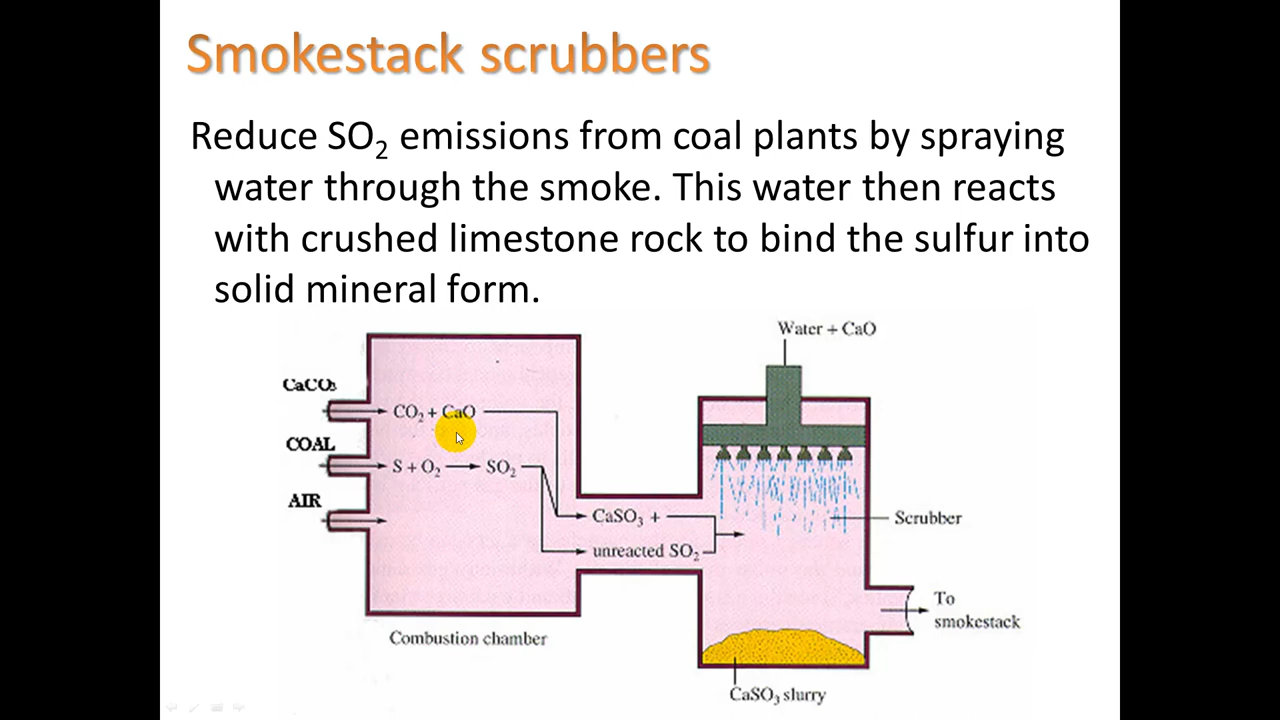 Smokestack scrubbers
Reduce SO₂ emissions from coal plants by spraying
water through the smoke. This water then reacts
with crushed limestone rock to bind the sulfur into
solid mineral form.
Water + CaO
CaCO₃
CO₂ + CaO
COAL
S + O₂ → SO₂
AIR
CaSO₃ +
Scrubber
unreacted SO₂
To
smokestack
Combustion chamber
CaSO₃ slurry